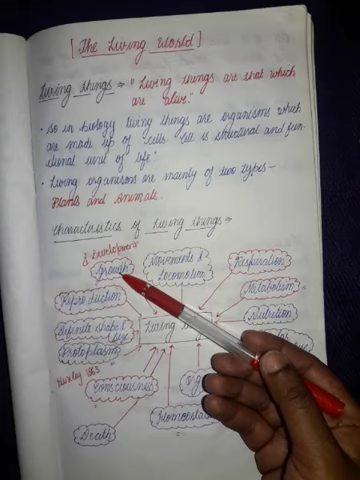 [ The Living World ]
Living things = "Living things are that which
are alive."
• So in biology living things are organisms which
are made up of "cells. Cell is structural and fun-
ctional unit of life"
• Living organisms are mainly of two types –
Plants and Animals.
Characteristics of Living things =
& Development
Growth
Movements &
Locomotion
Respiration
Reproduction
Metabolism
Definite shape &
size
Living
Nutrition
Protoplasm
Huxley 1863
Consciousness
Death